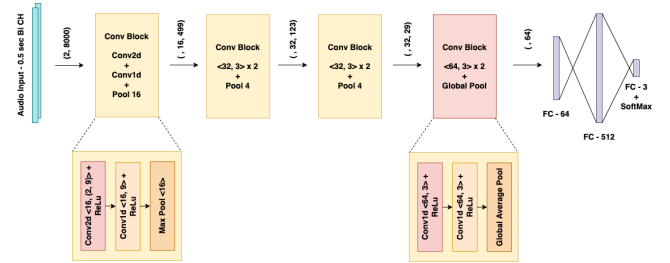 Audio Input - 0.5 sec Bi CH
(2, 8000)
Conv Block
Conv2d
+
Conv1d
+
Pool 16
( , 16, 499)
Conv Block
<32, 3> x 2
+
Pool 4
( , 32, 123)
Conv Block
<32, 3> x 2
+
Pool 4
( , 32, 29)
Conv Block
<64, 3> x 2
+
Global Pool
( , 64)
FC - 64
FC - 512
FC - 3
+
SoftMax
Conv2d <16, (2, 9)> +
ReLu
Conv1d <16, 9> +
ReLu
Max Pool <16>
Conv1d <64, 3> +
ReLu
Conv1d <64, 3> +
ReLu
Global Average Pool